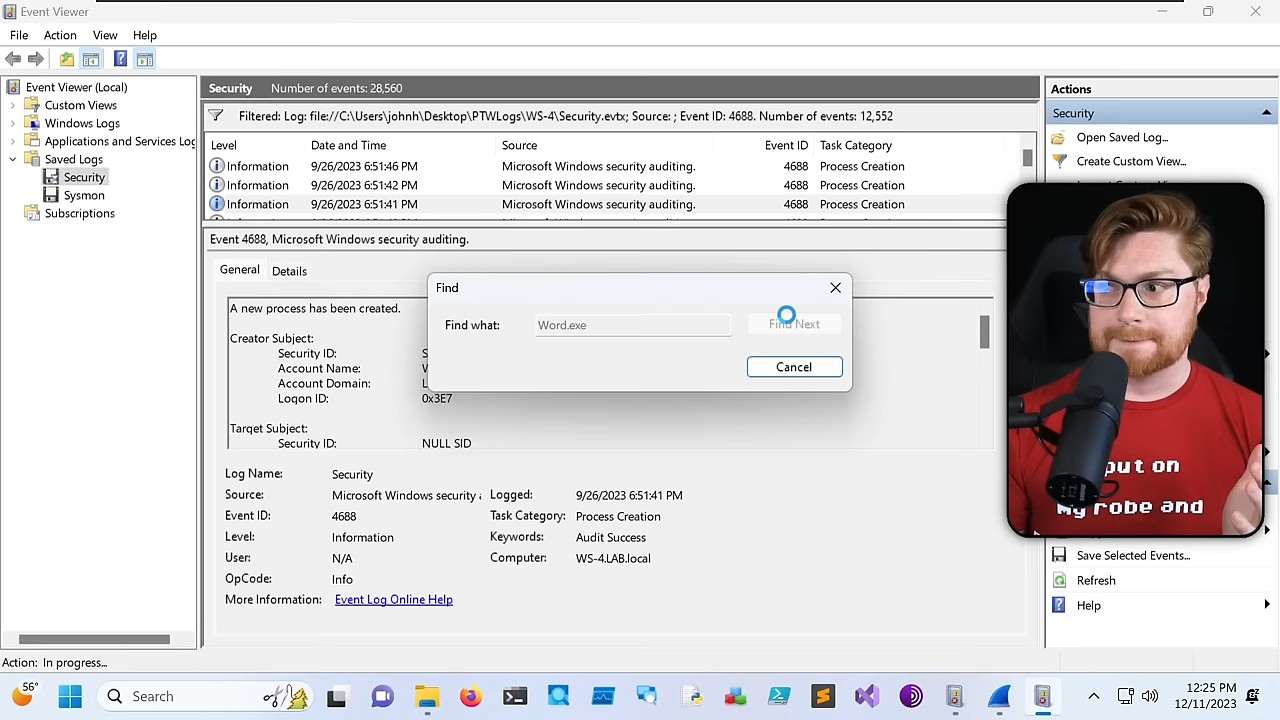 Event Viewer
File Action View Help
Event Viewer (Local)
Custom Views
Windows Logs
Applications and Services Log
Saved Logs
Security
Sysmon
Subscriptions
Security Number of events: 28,560
Filtered: Log: file://C:\Users\johnh\Desktop\PTWLogs\WS-4\Security.evtx; Source: ; Event ID: 4688. Number of events: 12,552
Level Date and Time Source Event ID Task Category
Information 9/26/2023 6:51:46 PM Microsoft Windows security auditing. 4688 Process Creation
Information 9/26/2023 6:51:42 PM Microsoft Windows security auditing. 4688 Process Creation
Information 9/26/2023 6:51:41 PM Microsoft Windows security auditing. 4688 Process Creation
Event 4688, Microsoft Windows security auditing.
General Details
A new process has been created.
Creator Subject:
Security ID: S
Account Name: W
Account Domain: L
Logon ID: 0x3E7
Target Subject:
Security ID: NULL SID
Find
Find what: Word.exe Find Next
Cancel
Log Name: Security
Source: Microsoft Windows security a Logged: 9/26/2023 6:51:41 PM
Event ID: 4688 Task Category: Process Creation
Level: Information Keywords: Audit Success
User: N/A Computer: WS-4.LAB.local
OpCode: Info
More Information: Event Log Online Help
Actions
Security
Open Saved Log...
Create Custom View...
put on
My robe and
Save Selected Events...
Refresh
Help
Action: In progress...
56°
Search
12:25 PM
12/11/2023